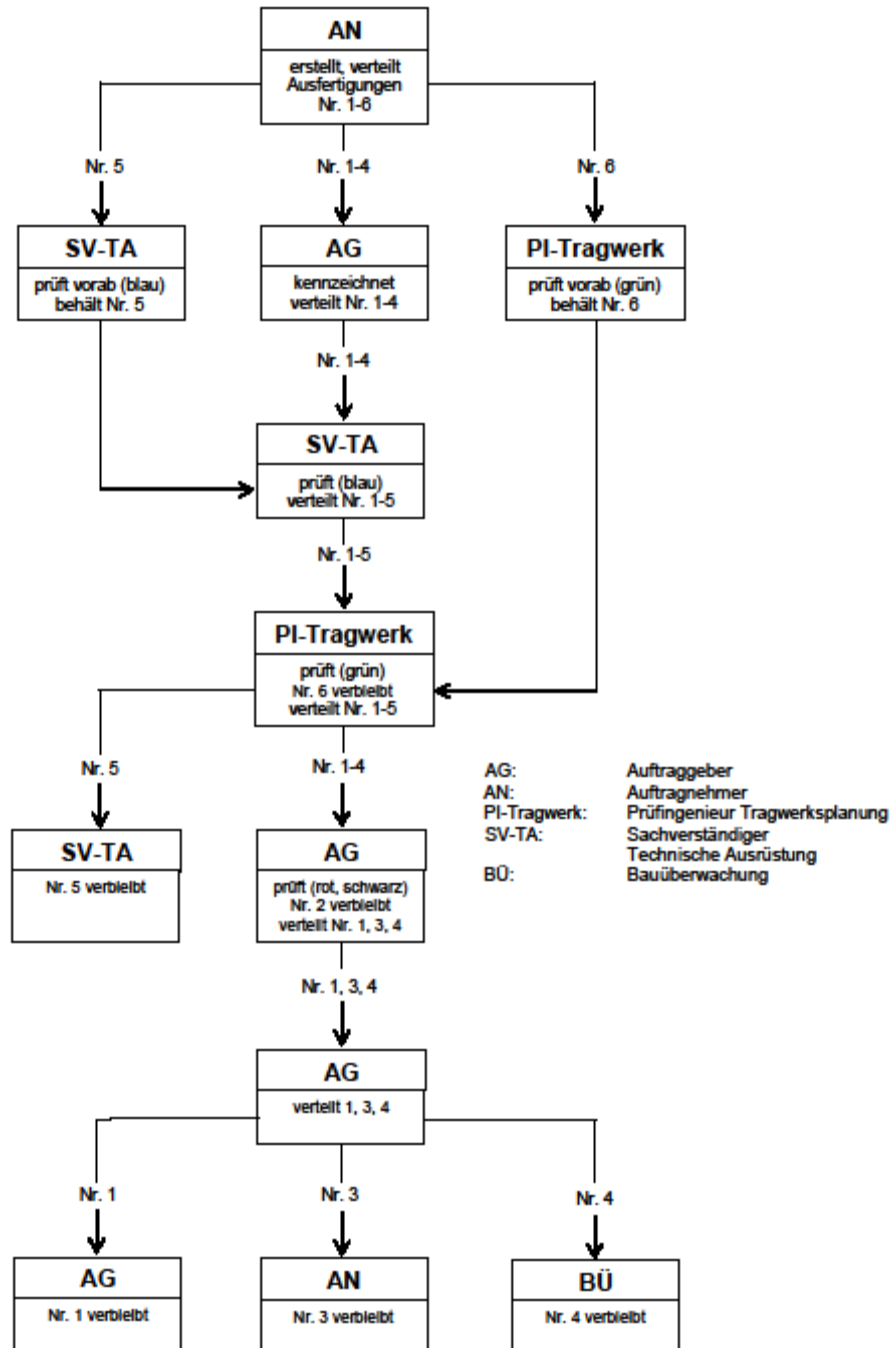 AN
erstellt, verteilt
Ausfertigungen
Nr. 1-6
Nr. 5
Nr. 1-4
Nr. 6
SV-TA
prüft vorab (blau)
behält Nr. 5
AG
kennzeichnet
verteilt Nr. 1-4
PI-Tragwerk
prüft vorab (grün)
behält Nr. 6
Nr. 1-4
SV-TA
prüft (blau)
verteilt Nr. 1-5
Nr. 1-5
PI-Tragwerk
prüft (grün)
Nr. 6 verbleibt
verteilt Nr. 1-5
Nr. 5
Nr. 1-4
SV-TA
Nr. 5 verbleibt
AG
prüft (rot, schwarz)
Nr. 2 verbleibt
verteilt Nr. 1, 3, 4
AG: Auftraggeber
AN: Auftragnehmer
PI-Tragwerk: Prüfingenieur Tragwerksplanung
SV-TA: Sachverständiger
Technische Ausrüstung
BÜ: Bauüberwachung
Nr. 1, 3, 4
AG
verteilt 1, 3, 4
Nr. 1
Nr. 3
Nr. 4
AG
Nr. 1 verbleibt
AN
Nr. 3 verbleibt
BÜ
Nr. 4 verbleibt